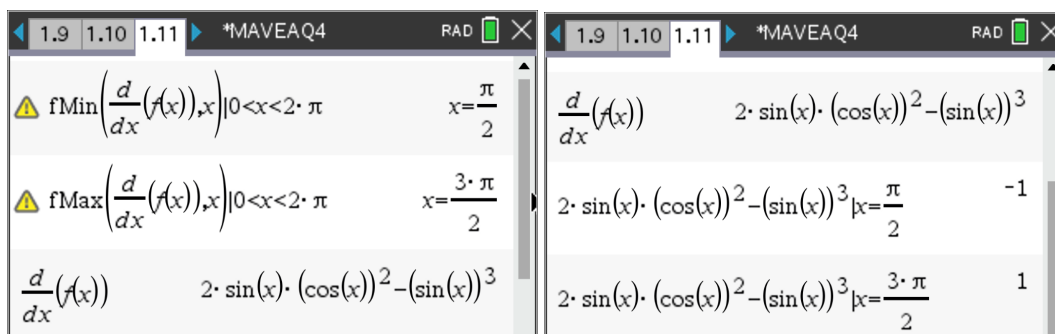 1.9 1.10 1.11 *MAVEAQ4 RAD
fMin(d/dx(f(x)),x)|0<x<2·π x=π/2
fMax(d/dx(f(x)),x)|0<x<2·π x=3·π/2
d/dx(f(x)) 2·sin(x)·(cos(x))²−(sin(x))³
1.9 1.10 1.11 *MAVEAQ4 RAD
d/dx(f(x)) 2·sin(x)·(cos(x))²−(sin(x))³
2·sin(x)·(cos(x))²−(sin(x))³|x=π/2 -1
2·sin(x)·(cos(x))²−(sin(x))³|x=3·π/2 1